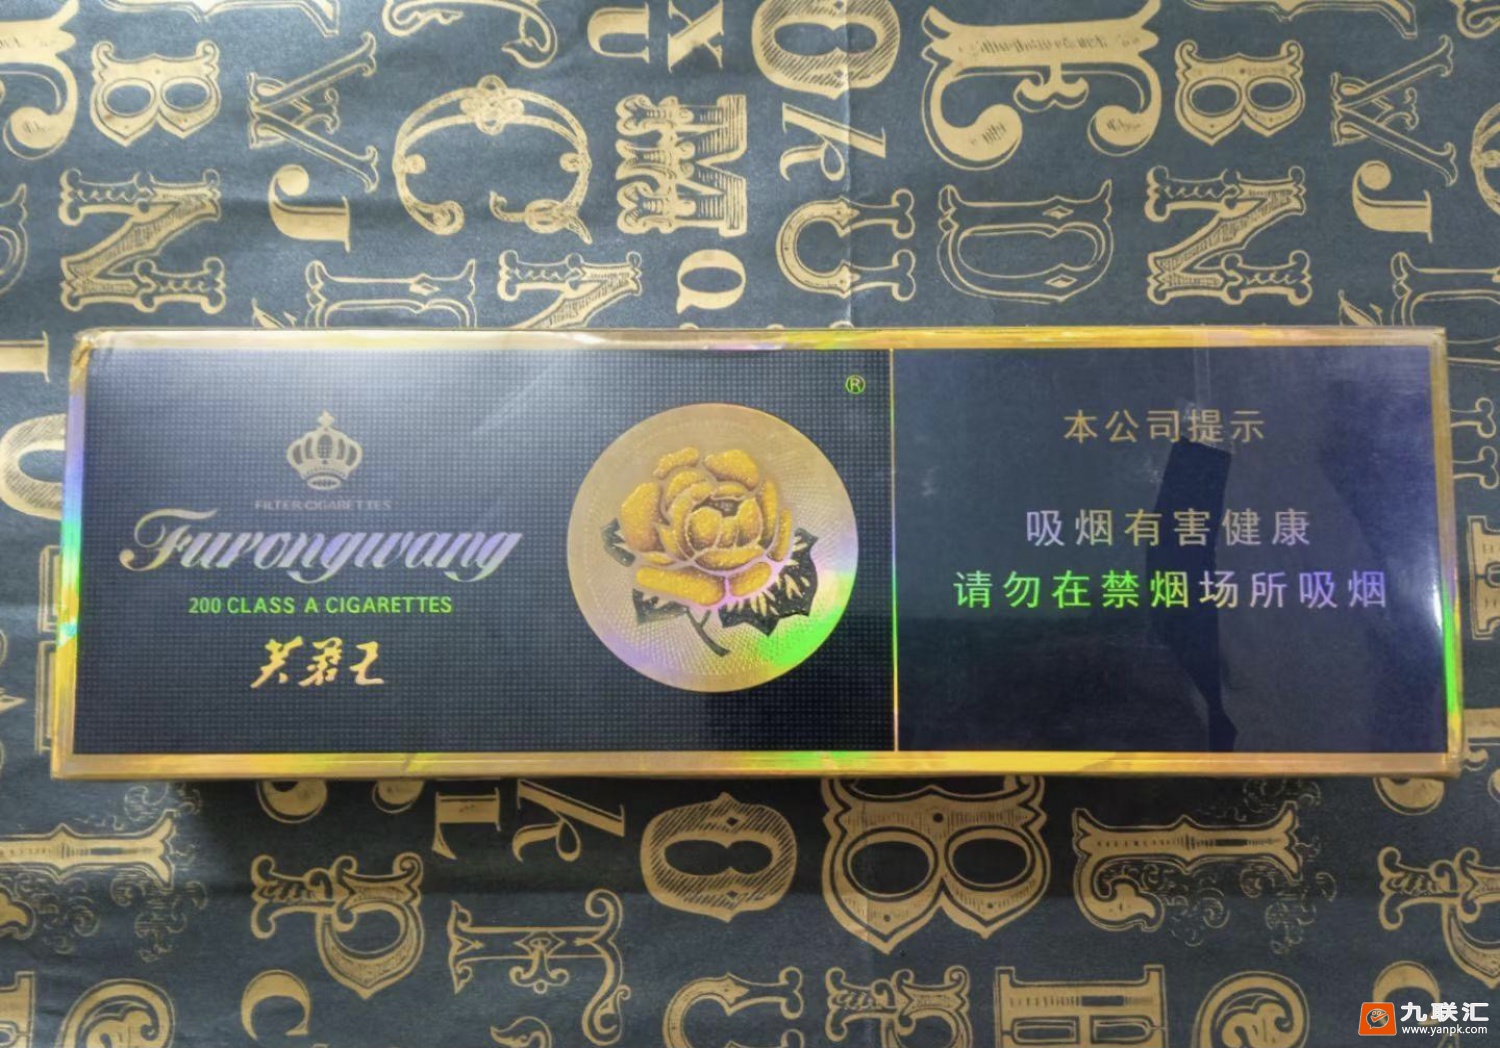 ®
FILTER CIGARETTES
Furongwang
200 CLASS A CIGARETTES
芙蓉王
本公司提示
吸烟有害健康
请勿在禁烟场所吸烟
九联汇
www.yanpk.com